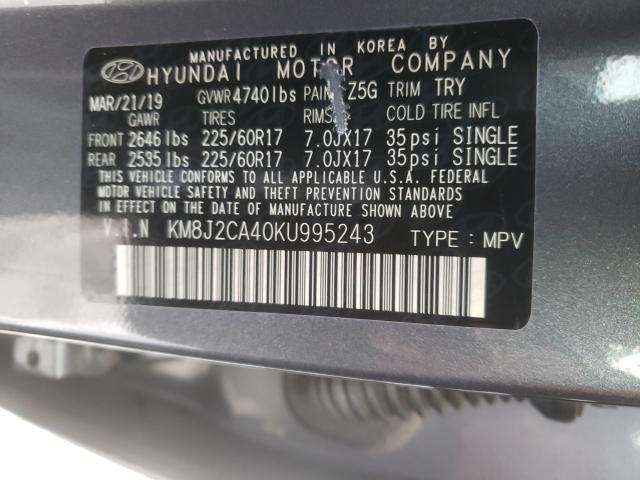 MANUFACTURED IN KOREA BY
HYUNDAI MOTOR COMPANY
MAR/21/19 GVWR4740lbs PAINT Z5G TRIM TRY
GAWR TIRES RIMS COLD TIRE INFL
FRONT 2646lbs 225/60R17 7.0JX17 35psi SINGLE
REAR 2535lbs 225/60R17 7.0JX17 35psi SINGLE
THIS VEHICLE CONFORMS TO ALL APPLICABLE U.S.A. FEDERAL
MOTOR VEHICLE SAFETY AND THEFT PREVENTION STANDARDS
IN EFFECT ON THE DATE OF MANUFACTURE SHOWN ABOVE
V.I.N KM8J2CA40KU995243 TYPE : MPV